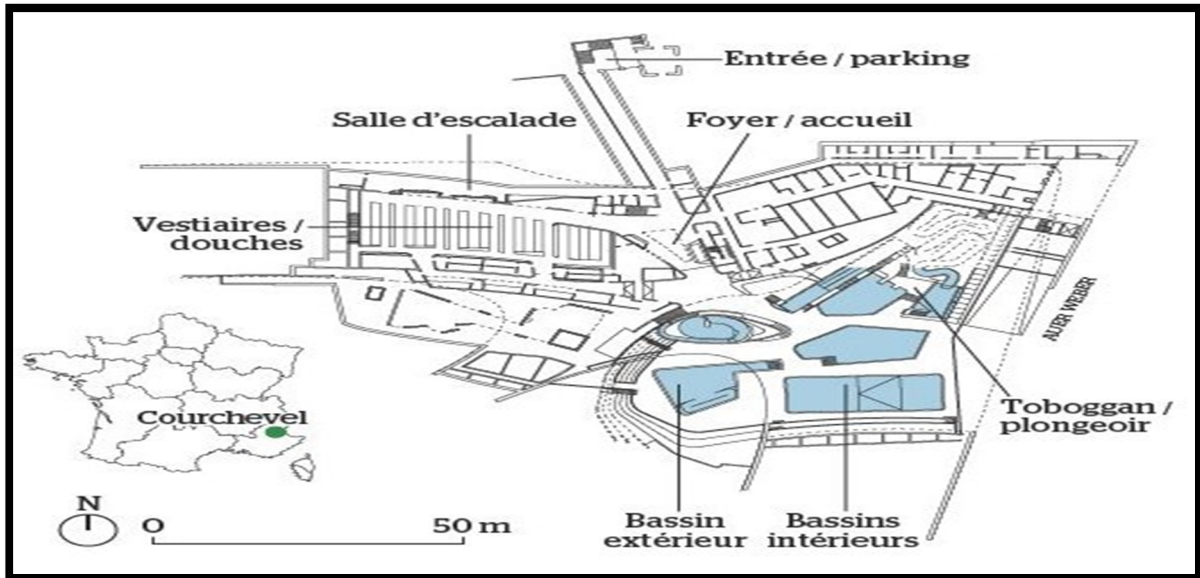 Entrée / parking
Salle d'escalade
Foyer / accueil
Vestiaires /
douches
AUER WEBER
Courchevel
Toboggan /
plongeoir
N
0 50 m
Bassin
extérieur
Bassins
intérieurs